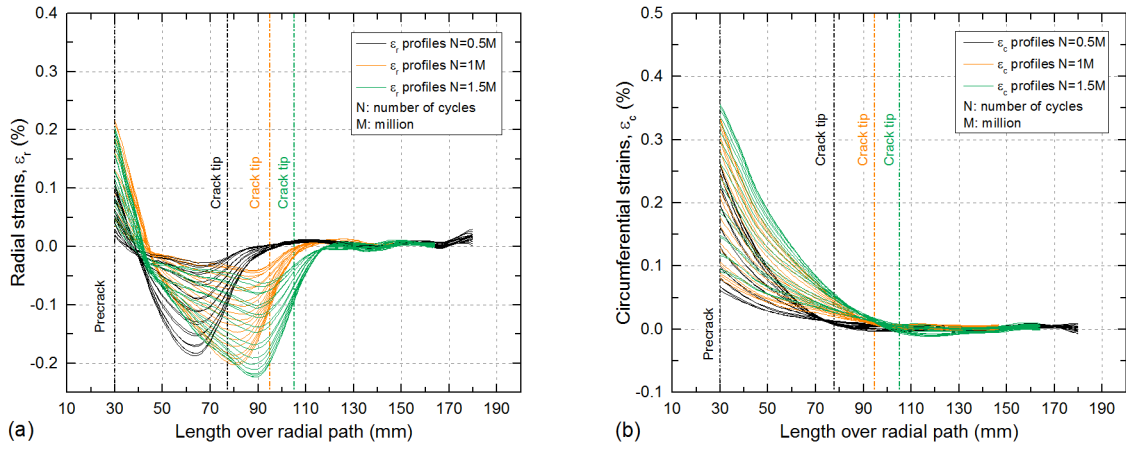 0.4
0.3
0.2
0.1
0.0
-0.1
-0.2
Radial strains, εr (%)
εr profiles N=0.5M
εr profiles N=1M
εr profiles N=1.5M
N: number of cycles
M: million
Precrack
Crack tip
Crack tip
Crack tip
10 30 50 70 90 110 130 150 170 190
Length over radial path (mm)
(a)
0.5
0.4
0.3
0.2
0.1
0.0
-0.1
Circumferential strains, εc (%)
εc profiles N=0.5M
εc profiles N=1M
εc profiles N=1.5M
N: number of cycles
M: million
Precrack
Crack tip
Crack tip
Crack tip
10 30 50 70 90 110 130 150 170 190
Length over radial path (mm)
(b)